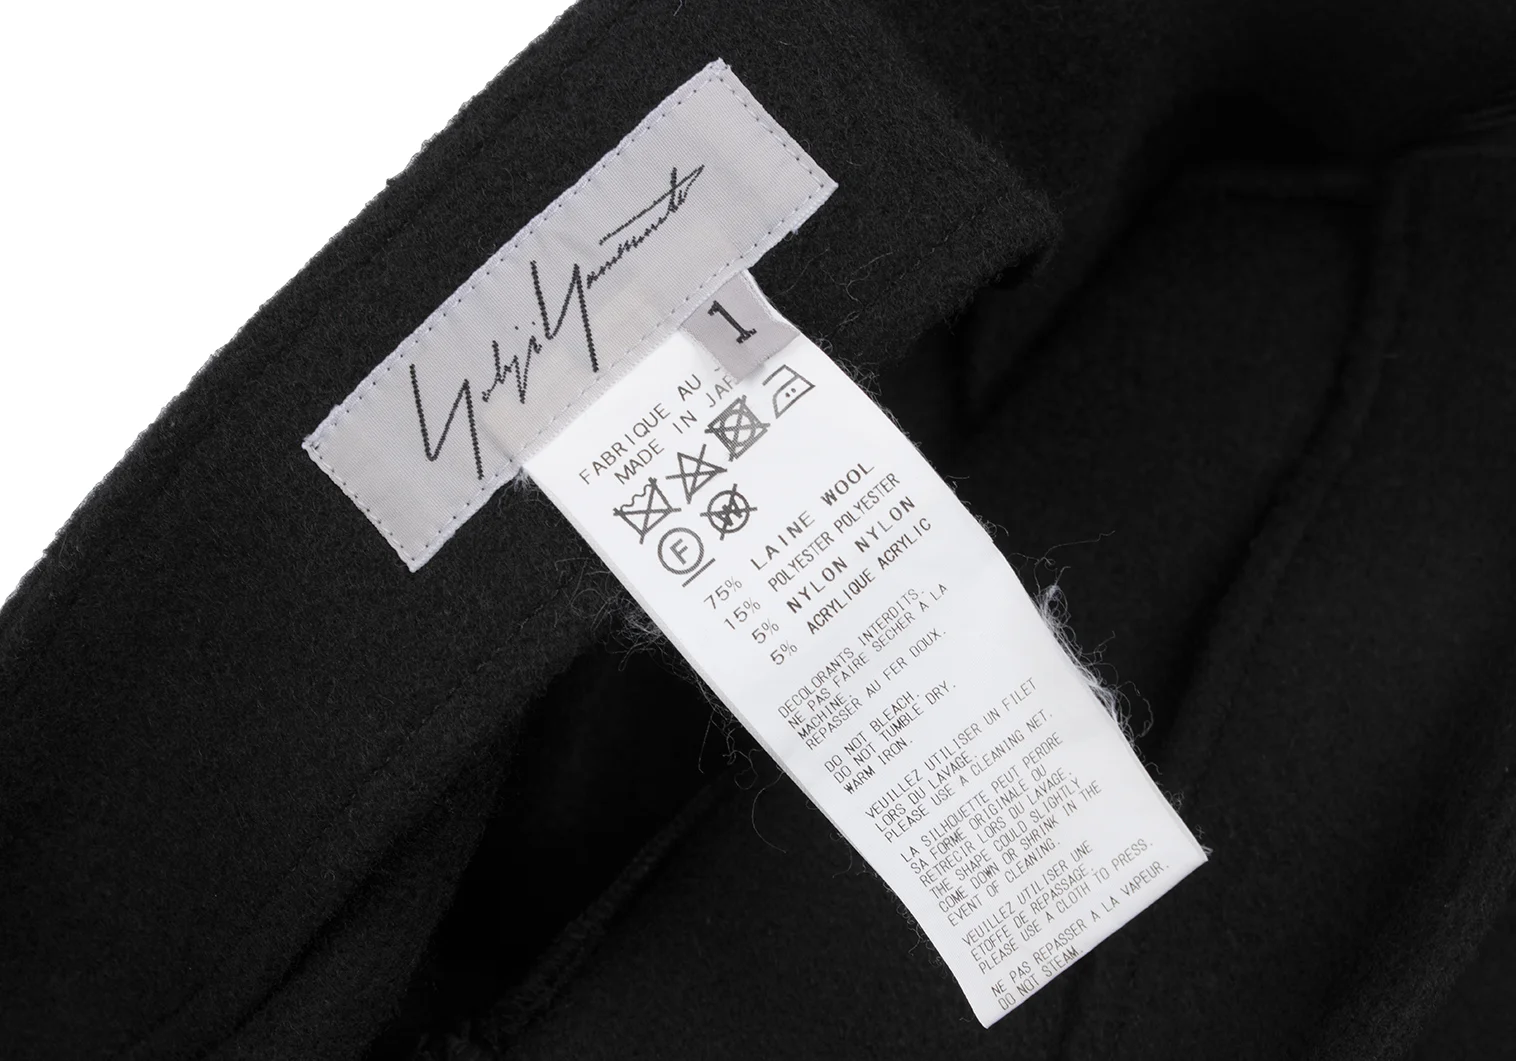 Yohji Yamamoto
1
FABRIQUE AU
MADE IN JAP
F
W
75% LAINE WOOL
15% POLYESTER POLYESTER
5% NYLON NYLON
5% ACRYLIQUE ACRYLIC
DECOLORANTS INTERDITS.
NE PAS FAIRE SECHER A LA
MACHINE.
REPASSER AU FER DOUX.
DO NOT BLEACH.
DO NOT TUMBLE DRY.
WARM IRON.
VEUILLEZ UTILISER UN FILET
LORS DU LAVAGE.
PLEASE USE A CLEANING NET.
LA SILHOUETTE PEUT PERDRE
SA FORME ORIGINALE OU
RETRECIR LORS DU LAVAGE.
THE SHAPE COULD SLIGHTLY
COME DOWN OR SHRINK IN THE
EVENT OF CLEANING.
VEUILLEZ UTILISER UNE
ETOFFE DE REPASSAGE.
PLEASE USE A CLOTH TO PRESS.
NE PAS REPASSER A LA VAPEUR.
DO NOT STEAM.